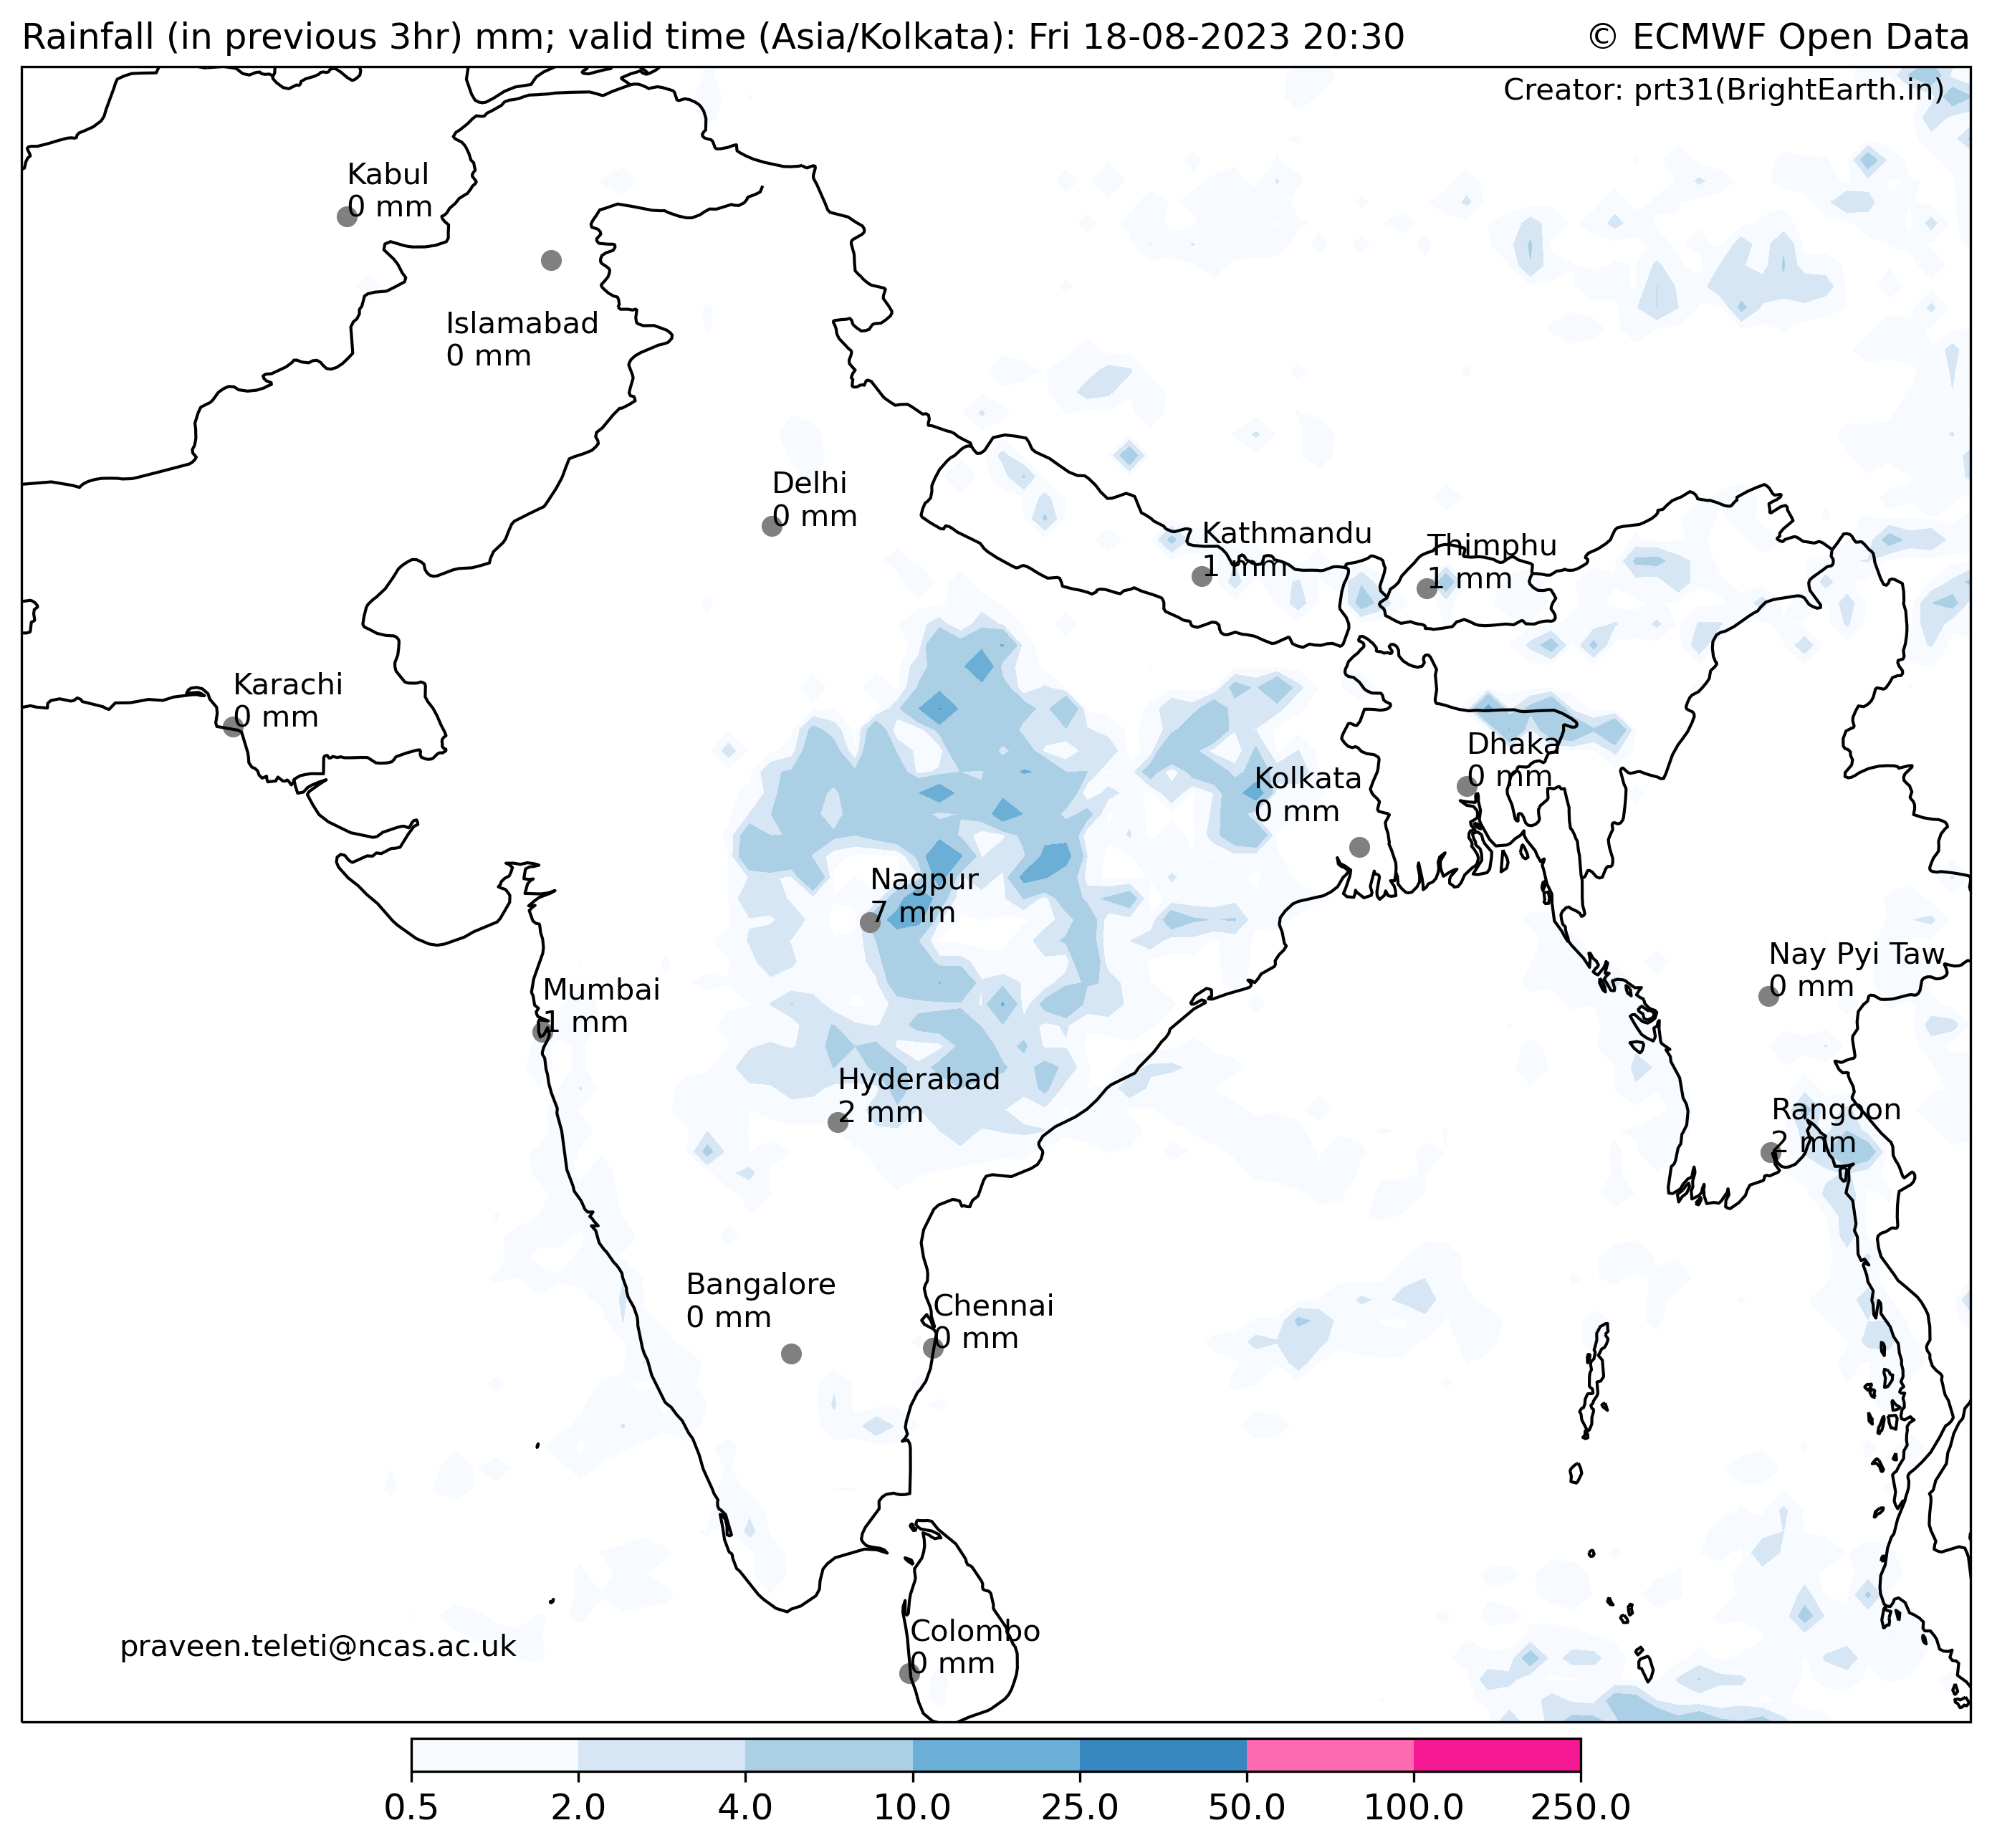 Rainfall (in previous 3hr) mm; valid time (Asia/Kolkata): Fri 18-08-2023 20:30
© ECMWF Open Data
Creator: prt31(BrightEarth.in)
Kabul
0 mm
Islamabad
0 mm
Delhi
0 mm
Kathmandu
1 mm
Thimphu
1 mm
Karachi
0 mm
Dhaka
0 mm
Kolkata
0 mm
Nagpur
7 mm
Nay Pyi Taw
0 mm
Mumbai
1 mm
Hyderabad
2 mm
Rangoon
2 mm
Bangalore
0 mm
Chennai
0 mm
Colombo
0 mm
praveen.teleti@ncas.ac.uk
0.5 2.0 4.0 10.0 25.0 50.0 100.0 250.0